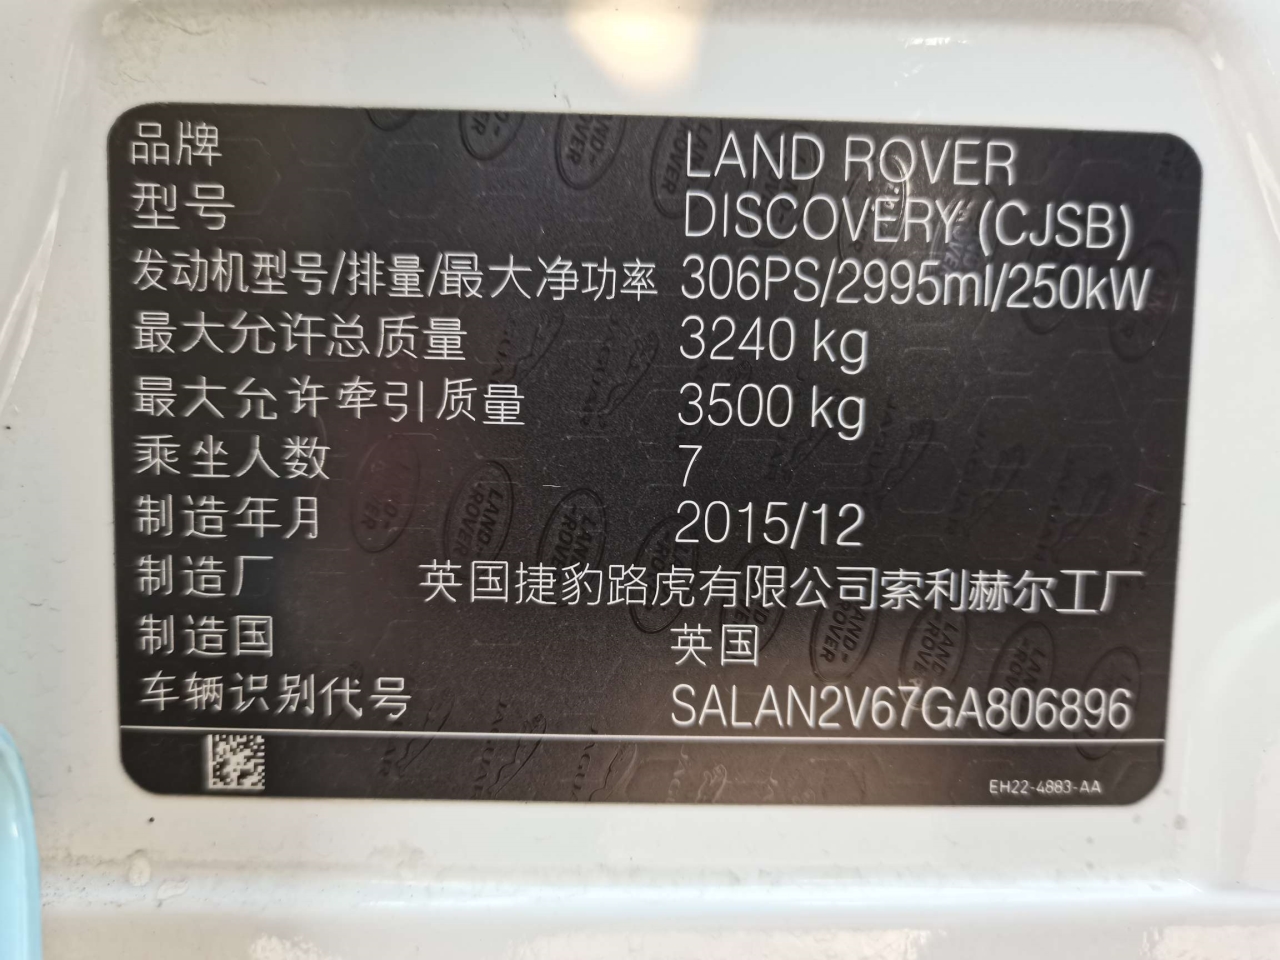 品牌 LAND ROVER
型号 DISCOVERY (CJSB)
发动机型号/排量/最大净功率 306PS/2995ml/250kW
最大允许总质量 3240 kg
最大允许牵引质量 3500 kg
乘坐人数 7
制造年月 2015/12
制造厂 英国捷豹路虎有限公司索利赫尔工厂
制造国 英国
车辆识别代号 SALAN2V67GA806896
EH22-4883-AA